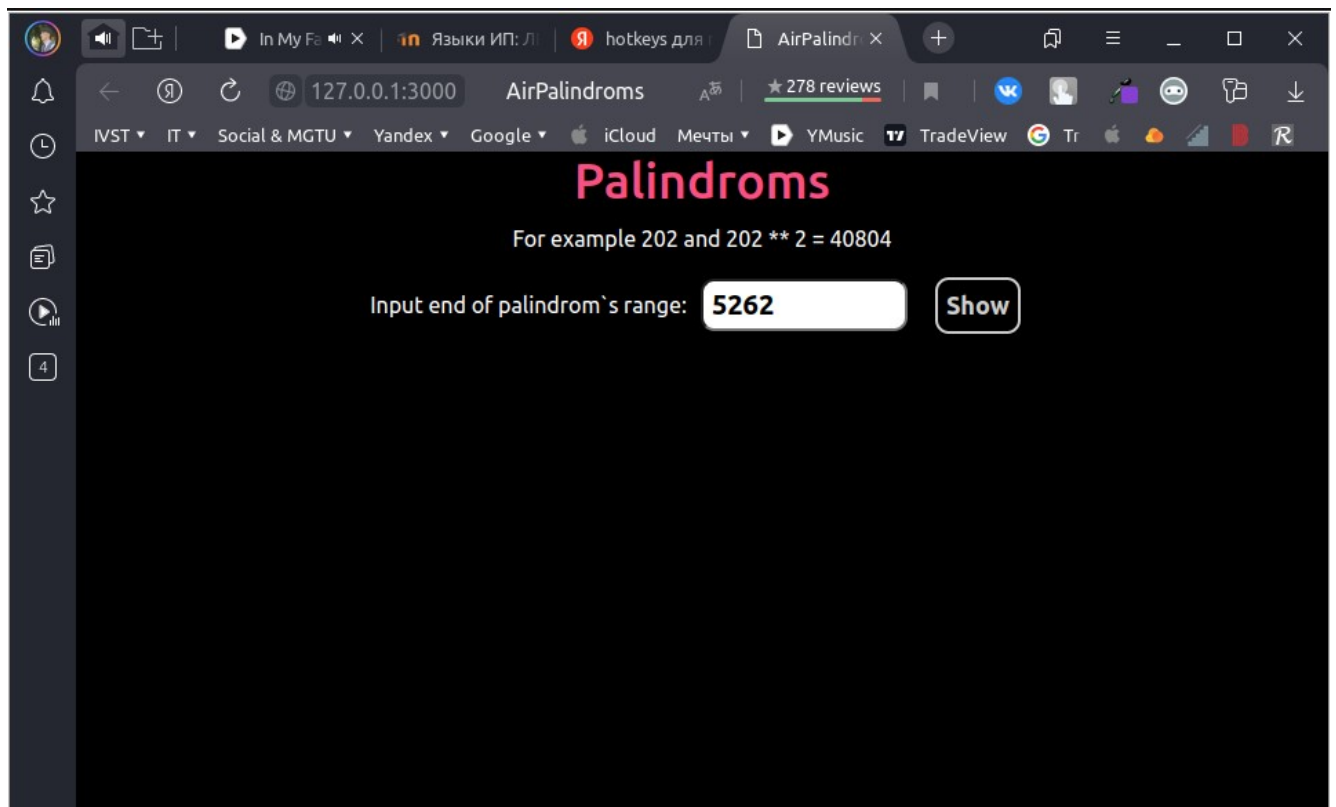 In My Fa
Языки ИП: Л
hotkeys для
AirPalindr
127.0.0.1:3000
AirPalindroms
★ 278 reviews
IVST ▾ IT ▾ Social & MGTU ▾ Yandex ▾ Google ▾ iCloud Мечты ▾ YMusic TradeView Tr
Palindroms
For example 202 and 202 ** 2 = 40804
Input end of palindrom`s range: 5262 Show
4